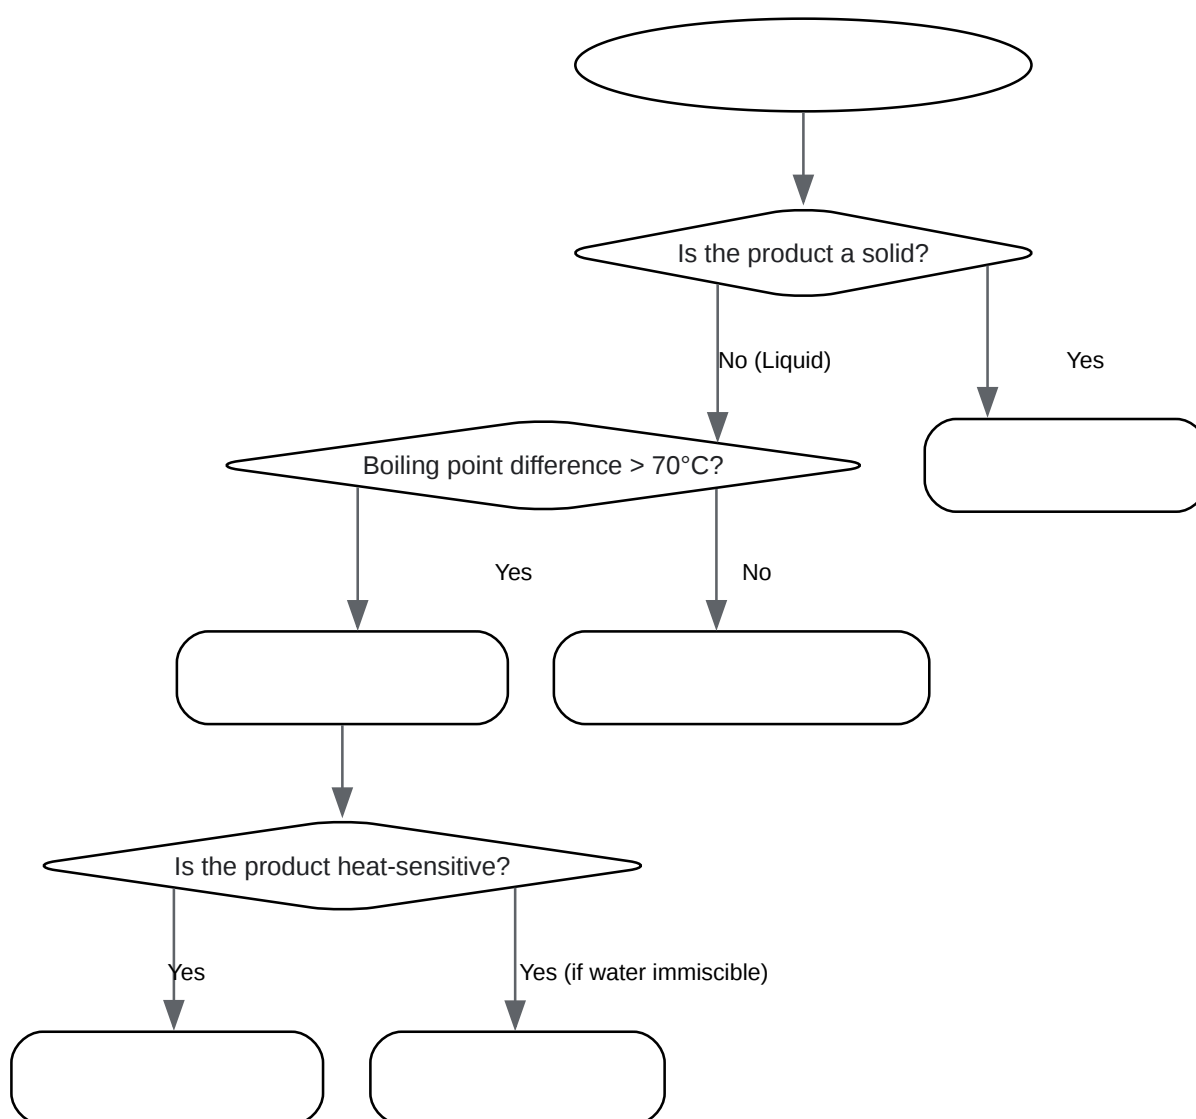 Is the product a solid?
No (Liquid)
Yes
Boiling point difference > 70°C?
Yes
No
Is the product heat-sensitive?
Yes
Yes (if water immiscible)